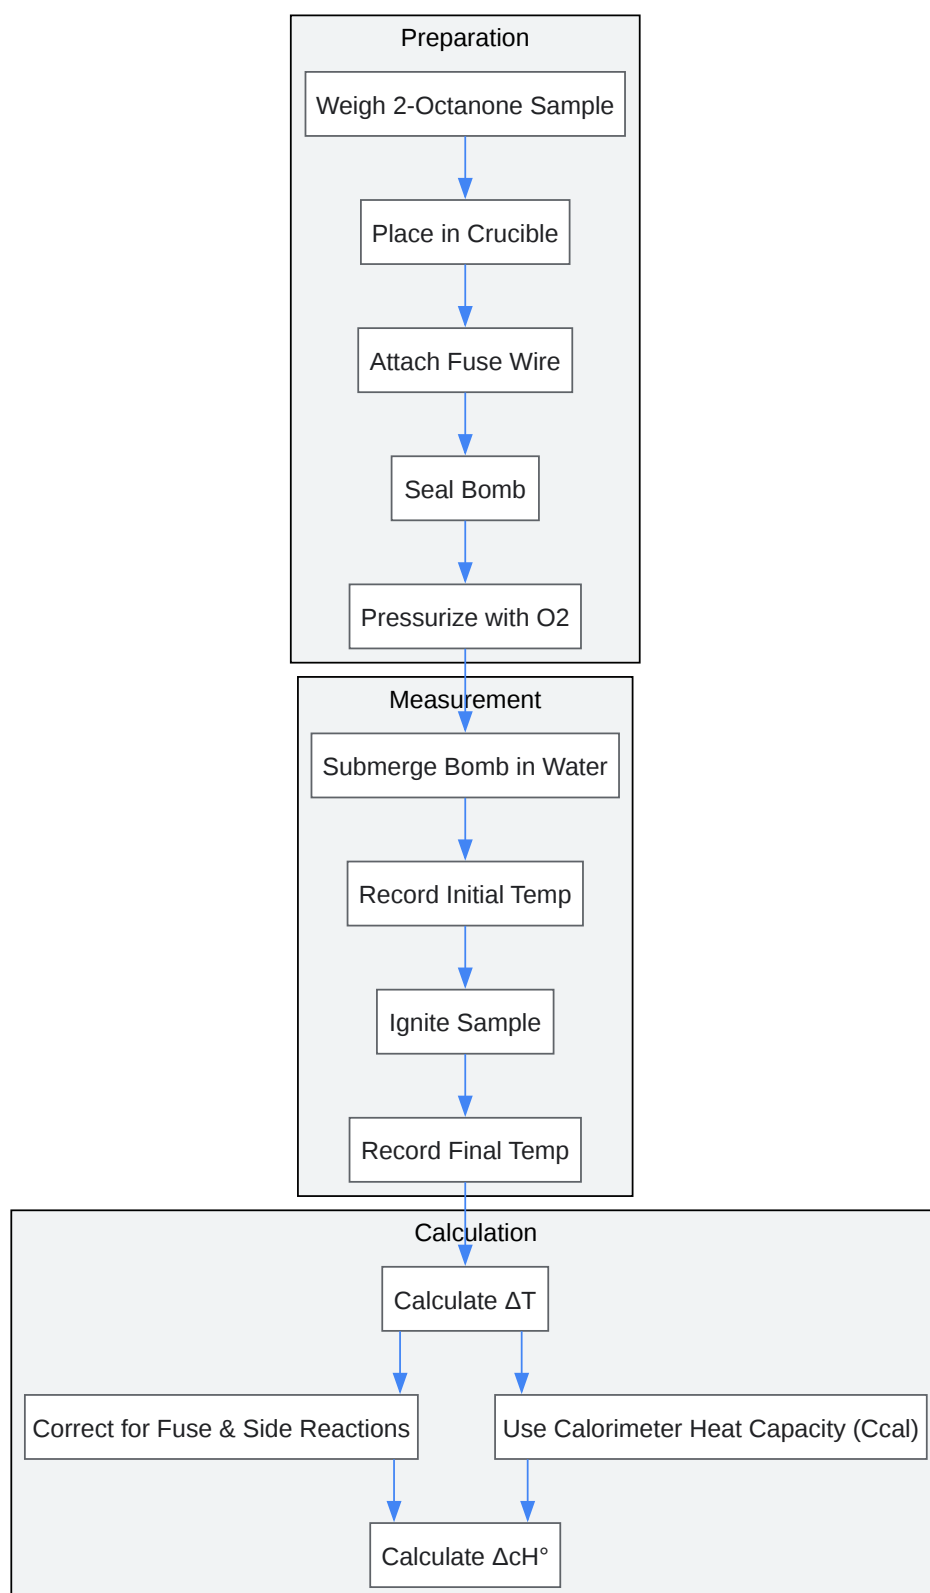 Preparation
Weigh 2-Octanone Sample
Place in Crucible
Attach Fuse Wire
Seal Bomb
Pressurize with O2
Measurement
Submerge Bomb in Water
Record Initial Temp
Ignite Sample
Record Final Temp
Calculation
Calculate ΔT
Correct for Fuse & Side Reactions
Use Calorimeter Heat Capacity (Ccal)
Calculate ΔcH°